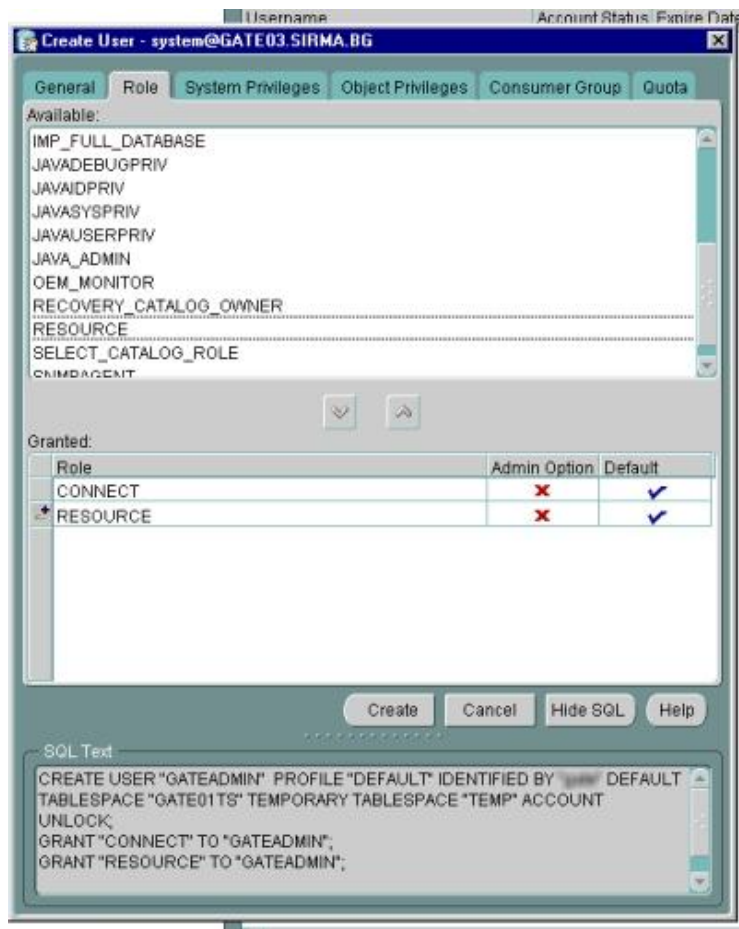 Username Account Status Expire Date
Create User - system@GATE03.SIRMA.BG
General Role System Privileges Object Privileges Consumer Group Quota
Available:
IMP_FULL_DATABASE
JAVADEBUGPRIV
JAVAIDPRIV
JAVASYSPRIV
JAVAUSERPRIV
JAVA_ADMIN
OEM_MONITOR
RECOVERY_CATALOG_OWNER
RESOURCE
SELECT_CATALOG_ROLE
SNMPAGENT
Granted:
Role Admin Option Default
CONNECT
RESOURCE
Create Cancel Hide SQL Help
SQL Text
CREATE USER "GATEADMIN" PROFILE "DEFAULT" IDENTIFIED BY DEFAULT
TABLESPACE "GATE01TS" TEMPORARY TABLESPACE "TEMP" ACCOUNT
UNLOCK;
GRANT "CONNECT" TO "GATEADMIN";
GRANT "RESOURCE" TO "GATEADMIN";